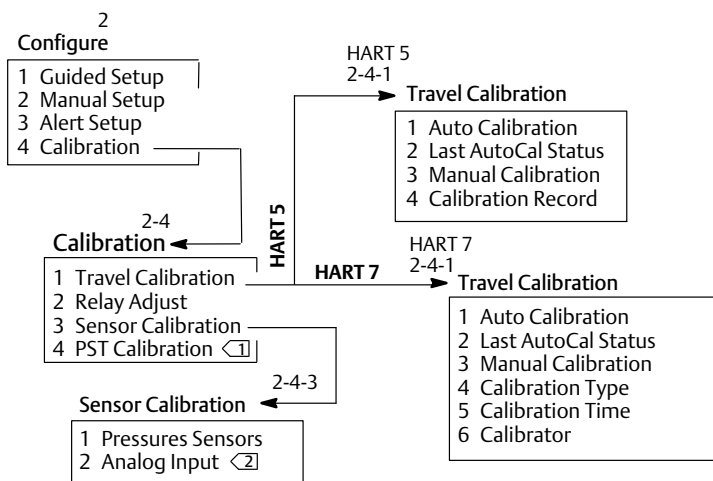 2
Configure
1 Guided Setup
2 Manual Setup
3 Alert Setup
4 Calibration
2-4
Calibration
1 Travel Calibration
2 Relay Adjust
3 Sensor Calibration
4 PST Calibration 1
2-4-3
Sensor Calibration
1 Pressures Sensors
2 Analog Input 2
HART 5
HART 7
HART 5
2-4-1
Travel Calibration
1 Auto Calibration
2 Last AutoCal Status
3 Manual Calibration
4 Calibration Record
HART 7
2-4-1
Travel Calibration
1 Auto Calibration
2 Last AutoCal Status
3 Manual Calibration
4 Calibration Type
5 Calibration Time
6 Calibrator